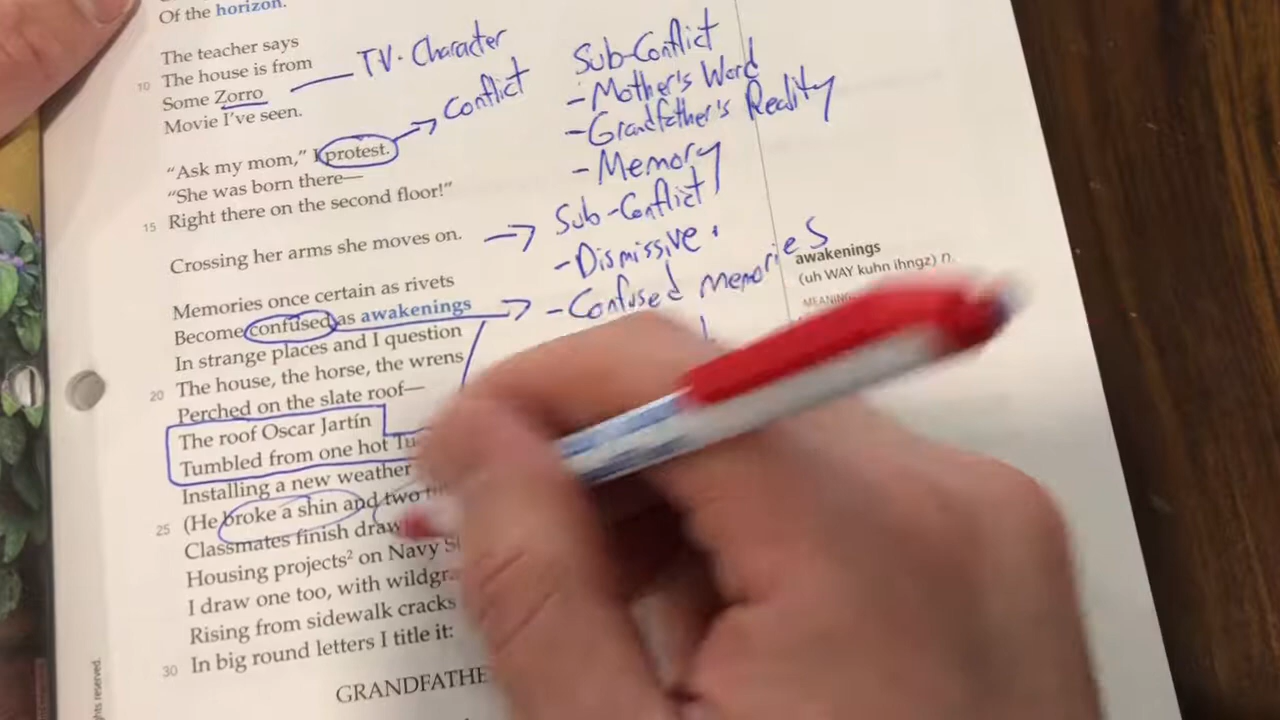 Of the horizon.
The teacher says
10 The house is from
Some Zorro
Movie I've seen.
"Ask my mom," I protest.
"She was born there—
15 Right there on the second floor!"
Crossing her arms she moves on.
Memories once certain as rivets
Become confused as awakenings
In strange places and I question
20 The house, the horse, the wrens
Perched on the slate roof—
The roof Oscar Jartín
Tumbled from one hot
Installing a new weather
25 (He broke a shin and two
Classmates finish
Housing projects² on Navy
I draw one too, with
Rising from sidewalk cracks
30 In big round letters I title it:
TV. Character
Conflict
Sub-Conflict
-Mother's Word
-Grandfather's Reality
-Memory
Sub-Conflict
-Dismissive
-Confused memories
awakenings
(uh WAY kuhn ihngz) n.